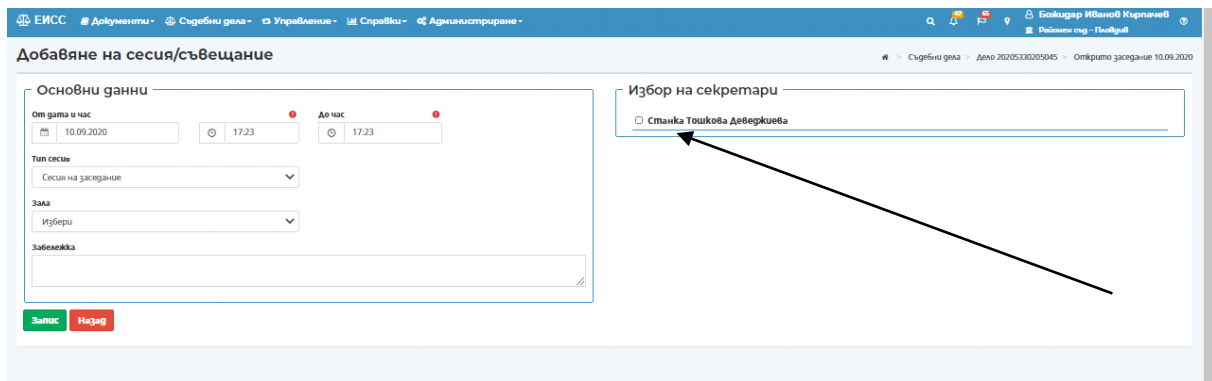 ЕИСС Документи Съдебни дела Управление Справки Администриране 47 65 Божидар Иванов Кърпачев
Районен съд - Пловдив
Добавяне на сесия/съвещание
> Съдебни дела > Дело 20205330205045 > Открито заседание 10.09.2020
Основни данни
От дата и час До час
10.09.2020 17:23 17:23
Тип сесия
Сесия на заседание
Зала
Избери
Забележка
Запис Назад
Избор на секретари
Станка Тошкова Деведжиева